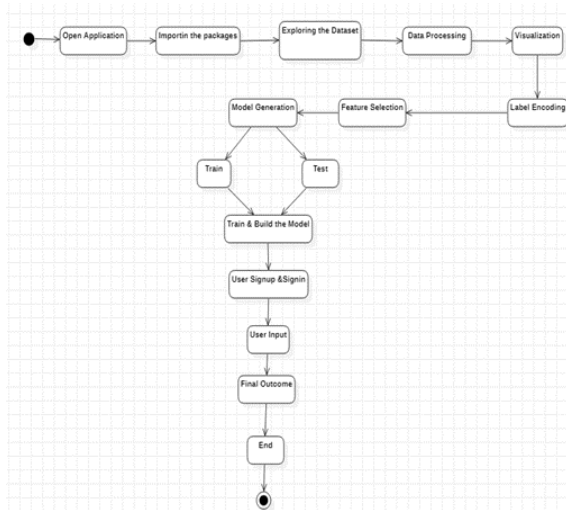 Open Application
Importin the packages
Exploring the Dataset
Data Processing
Visualization
Label Encoding
Feature Selection
Model Generation
Train
Test
Train & Build the Model
User Signup &Signin
User Input
Final Outcome
End